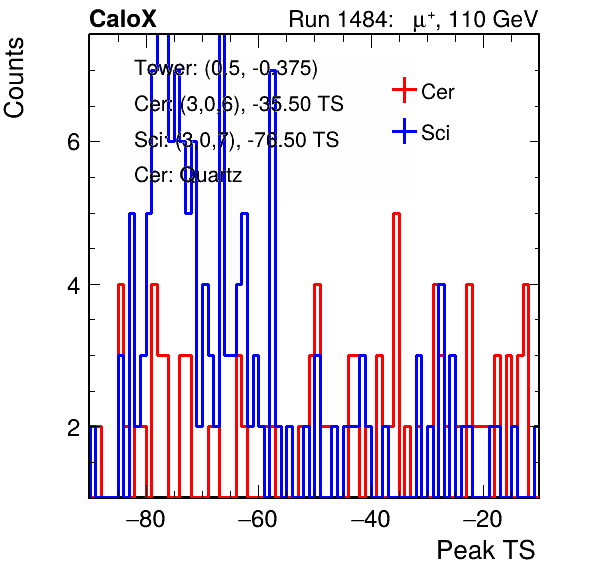 CaloX Run 1484: μ⁺, 110 GeV
Counts
Tower: (0.5, -0.375)
Cer: (3,0,6), -35.50 TS
Sci: (3,0,7), -76.50 TS
Cer: Quartz
Cer
Sci
6
4
2
−80 −60 −40 −20
Peak TS